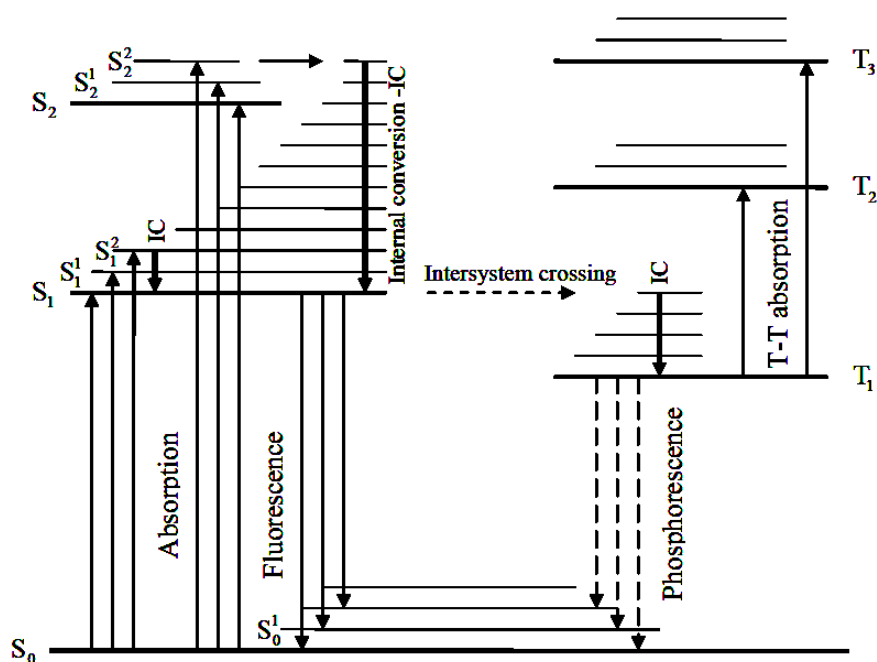 S₂²
S₂¹
S₂
Internal conversion -IC
IC
S₁²
S₁¹
S₁
Intersystem crossing
IC
T₃
T₂
T-T absorption
T₁
Absorption
Fluorescence
Phosphorescence
S₀¹
S₀